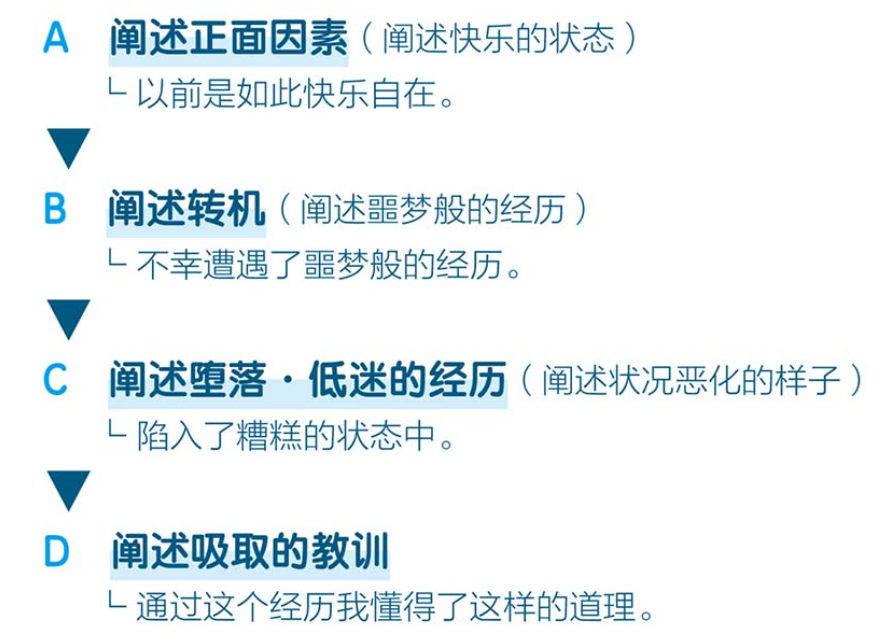 A 阐述正面因素（阐述快乐的状态）
└ 以前是如此快乐自在。
B 阐述转机（阐述噩梦般的经历）
└ 不幸遭遇了噩梦般的经历。
C 阐述堕落・低迷的经历（阐述状况恶化的样子）
└ 陷入了糟糕的状态中。
D 阐述吸取的教训
└ 通过这个经历我懂得了这样的道理。